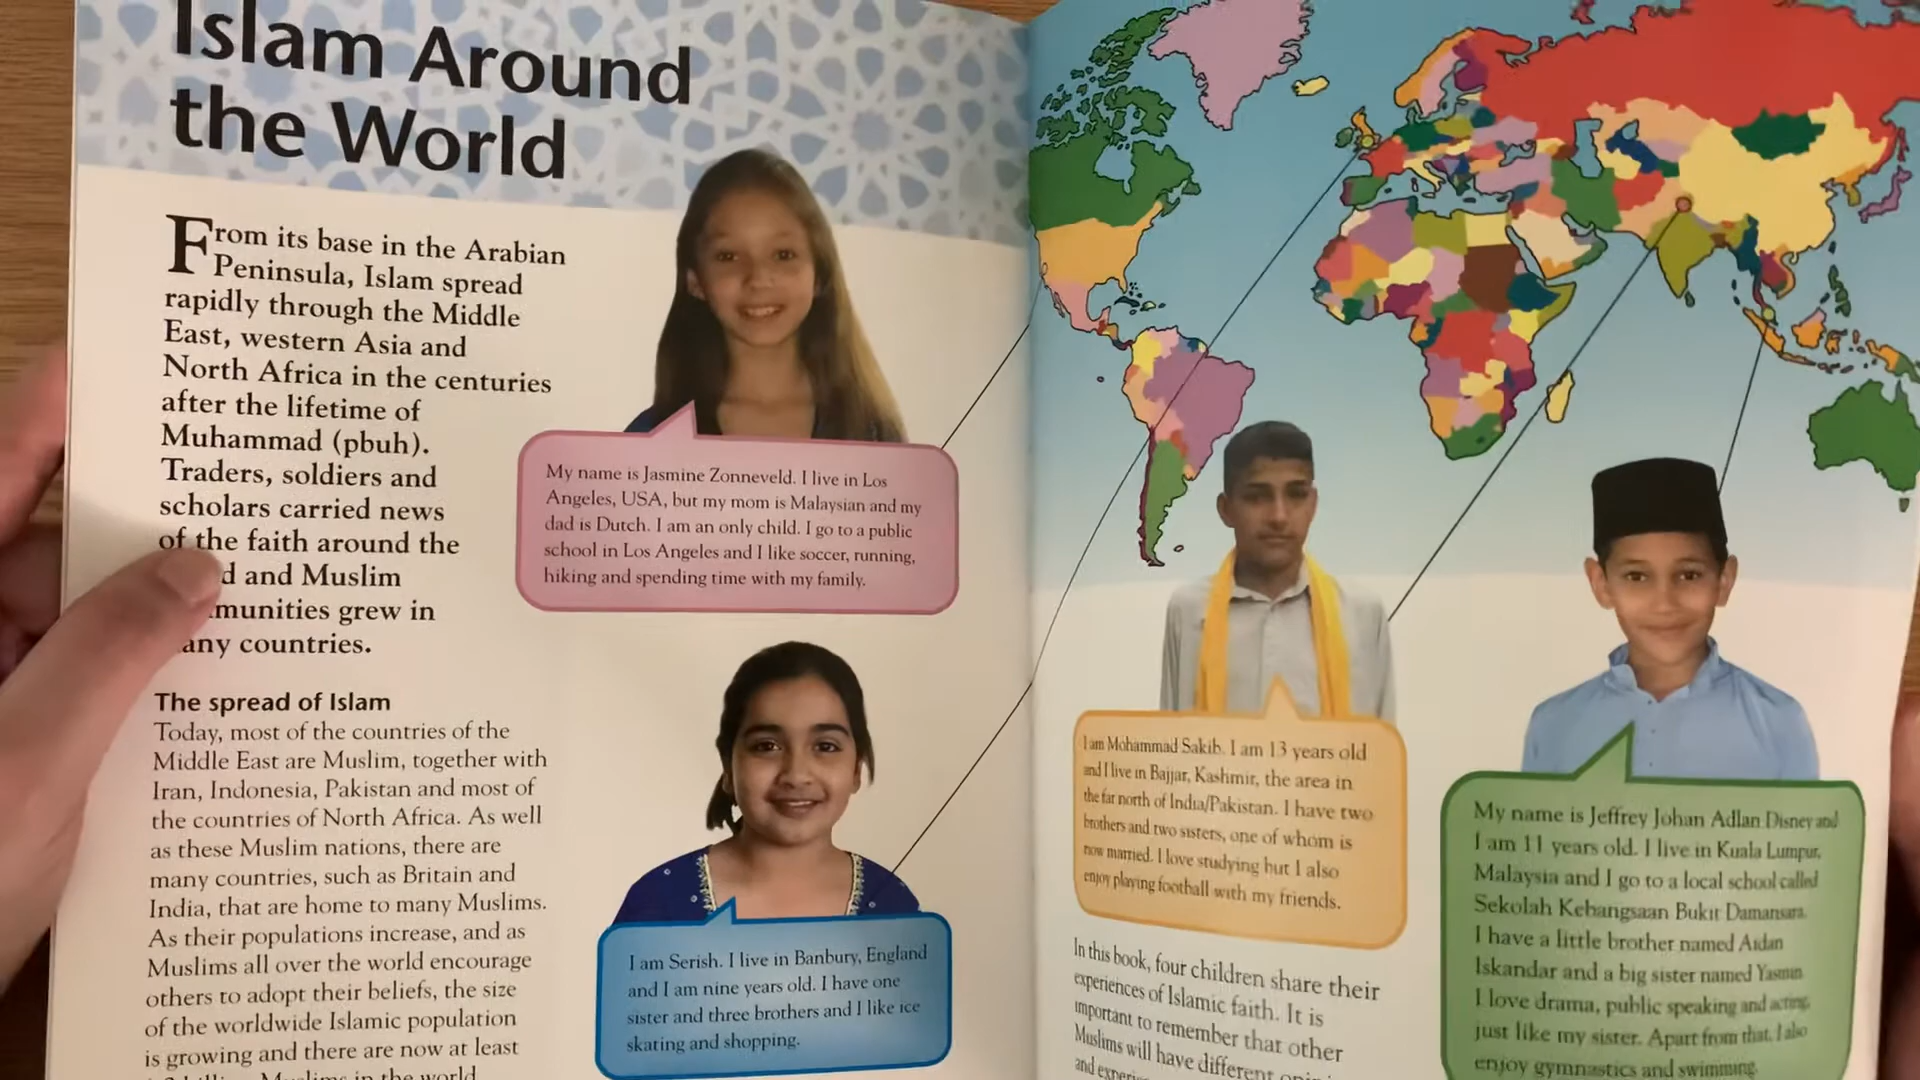 Islam Around
the World
From its base in the Arabian
Peninsula, Islam spread
rapidly through the Middle
East, western Asia and
North Africa in the centuries
after the lifetime of
Muhammad (pbuh).
Traders, soldiers and
scholars carried news
of the faith around the
and Muslim
grew in
countries.
The spread of Islam
Today, most of the countries of the
Middle East are Muslim, together with
Iran, Indonesia, Pakistan and most of
the countries of North Africa. As well
as these Muslim nations, there are
many countries, such as Britain and
India, that are home to many Muslims.
As their populations increase, and as
Muslims all over the world encourage
others to adopt their beliefs, the size
of the worldwide Islamic population
is growing and there are now at least
Muslims in the world
My name is Jasmine Zonneveld. I live in Los
Angeles, USA, but my mom is Malaysian and my
dad is Dutch. I am an only child. I go to a public
school in Los Angeles and I like soccer, running,
hiking and spending time with my family.
I am Serish. I live in Banbury, England
and I am nine years old. I have one
sister and three brothers and I like ice
skating and shopping.
I am Mohammad Sakib. I am 13 years old
and I live in Bajjar, Kashmir, the area in
the far north of India/Pakistan. I have two
brothers and two sisters, one of whom is
now married. I love studying but I also
enjoy playing football with my friends.
In this book, four children share their
experiences of Islamic faith. It is
important to remember that other
Muslims will have different
and
My name is Jeffrey Johan Adlan Disney and
I am 11 years old. I live in Kuala Lumpur,
Malaysia and I go to a local school called
Sekolah Kebangsaan Bukit Damansara.
I have a little brother named Aidan
Iskandar and a big sister named Yasmin
I love drama, public speaking and acting,
just like my sister. Apart from that, I also
enjoy gymnastics and swimming.